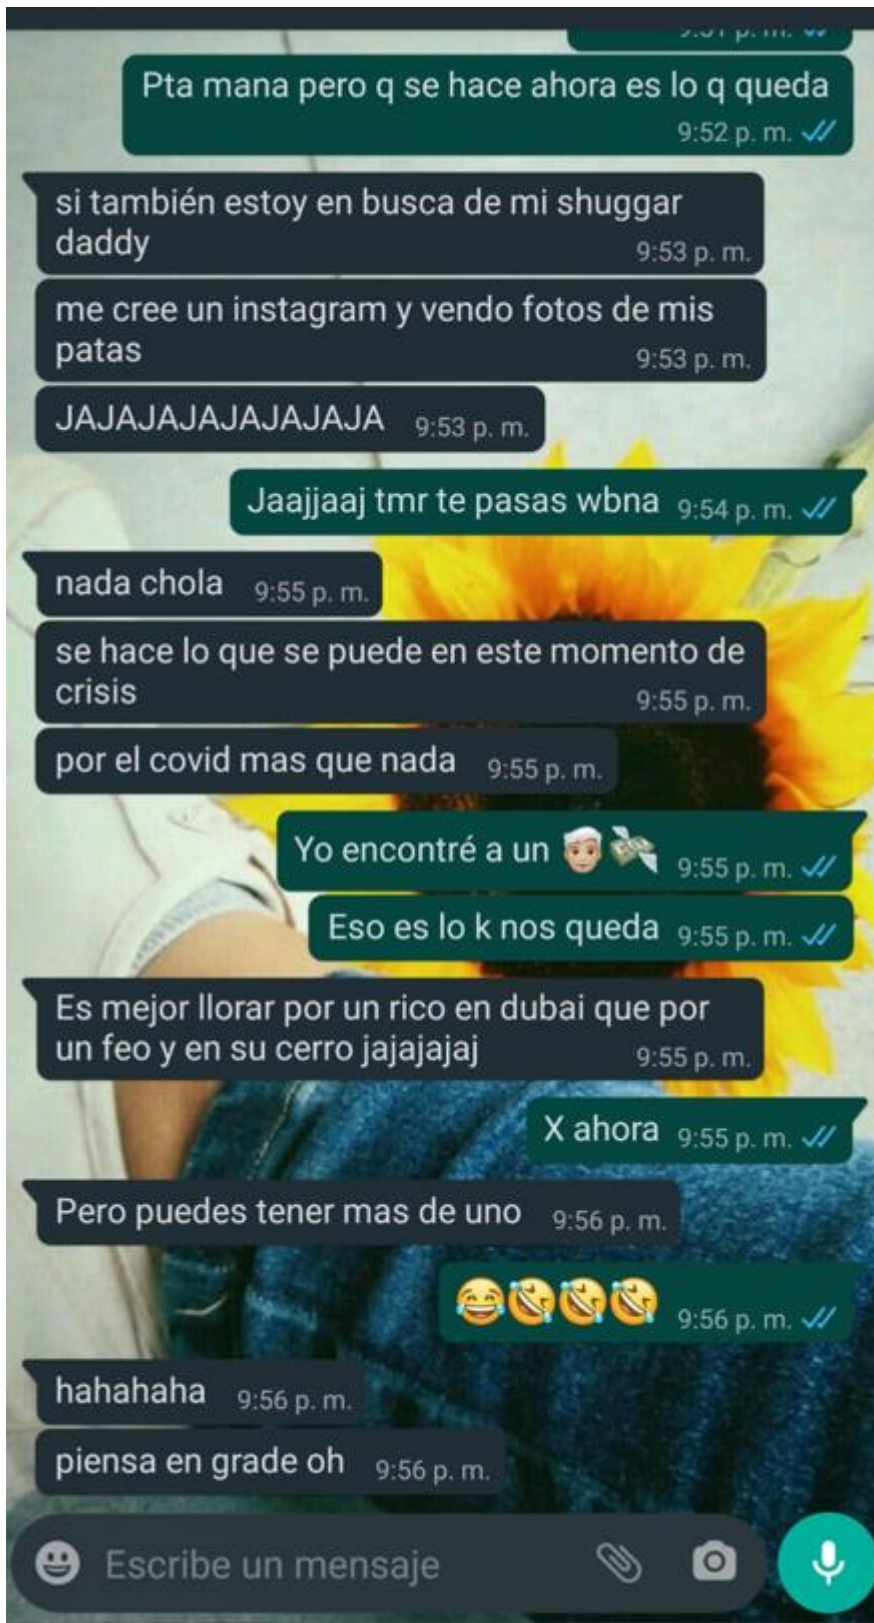 Pta mana pero q se hace ahora es lo q queda
9:52 p. m.
si también estoy en busca de mi shuggar
daddy
9:53 p. m.
me cree un instagram y vendo fotos de mis
patas
9:53 p. m.
JAJAJAJAJAJAJAJA 9:53 p. m.
Jaajjaaj tmr te pasas wbna 9:54 p. m.
nada chola 9:55 p. m.
se hace lo que se puede en este momento de
crisis
9:55 p. m.
por el covid mas que nada 9:55 p. m.
Yo encontré a un 👨🏼‍🦳💸 9:55 p. m.
Eso es lo k nos queda 9:55 p. m.
Es mejor llorar por un rico en dubai que por
un feo y en su cerro jajajajaj
9:55 p. m.
X ahora 9:55 p. m.
Pero puedes tener mas de uno 9:56 p. m.
😂🤣🤣🤣 9:56 p. m.
hahahaha 9:56 p. m.
piensa en grade oh 9:56 p. m.
Escribe un mensaje